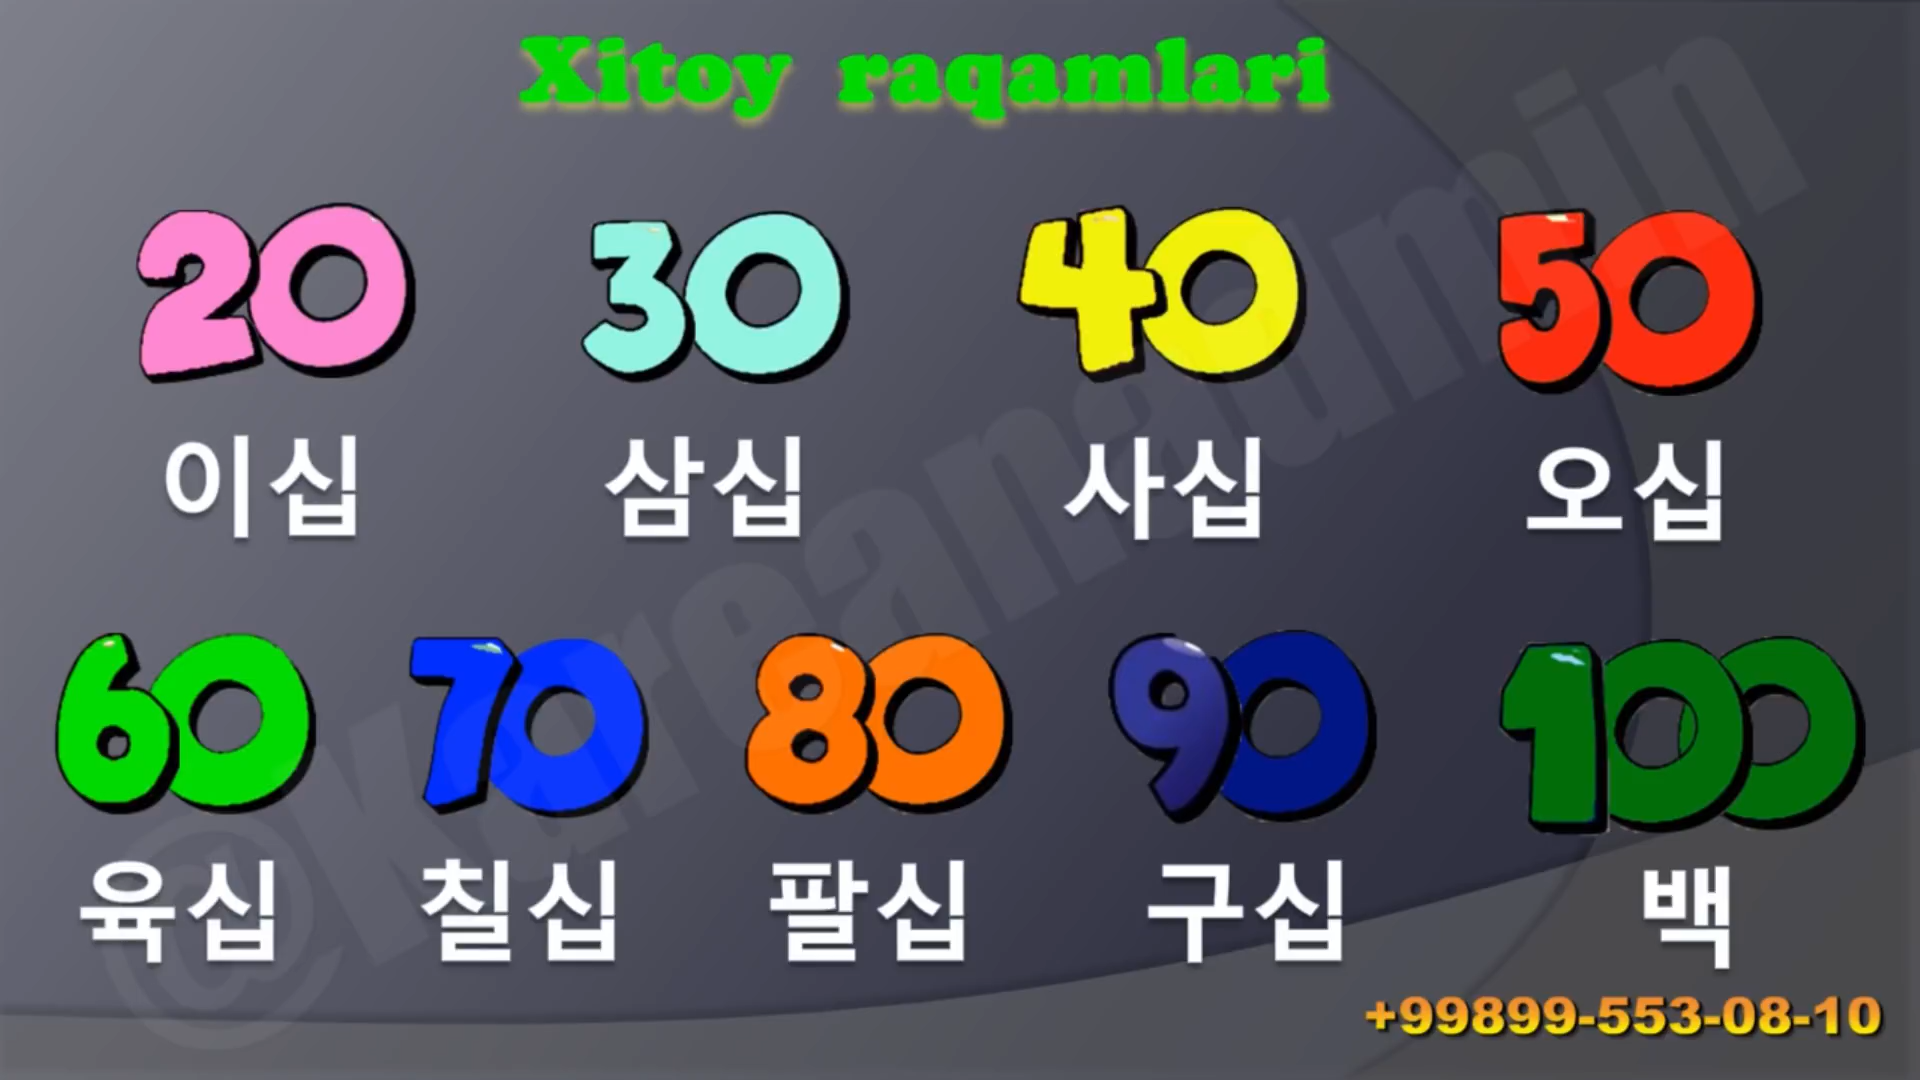 Xitoy raqamlari
20 30 40 50
이십 삼십 사십 오십
60 70 80 90 100
육십 칠십 팔십 구십 백
+99899-553-08-10
@Kareanadmin